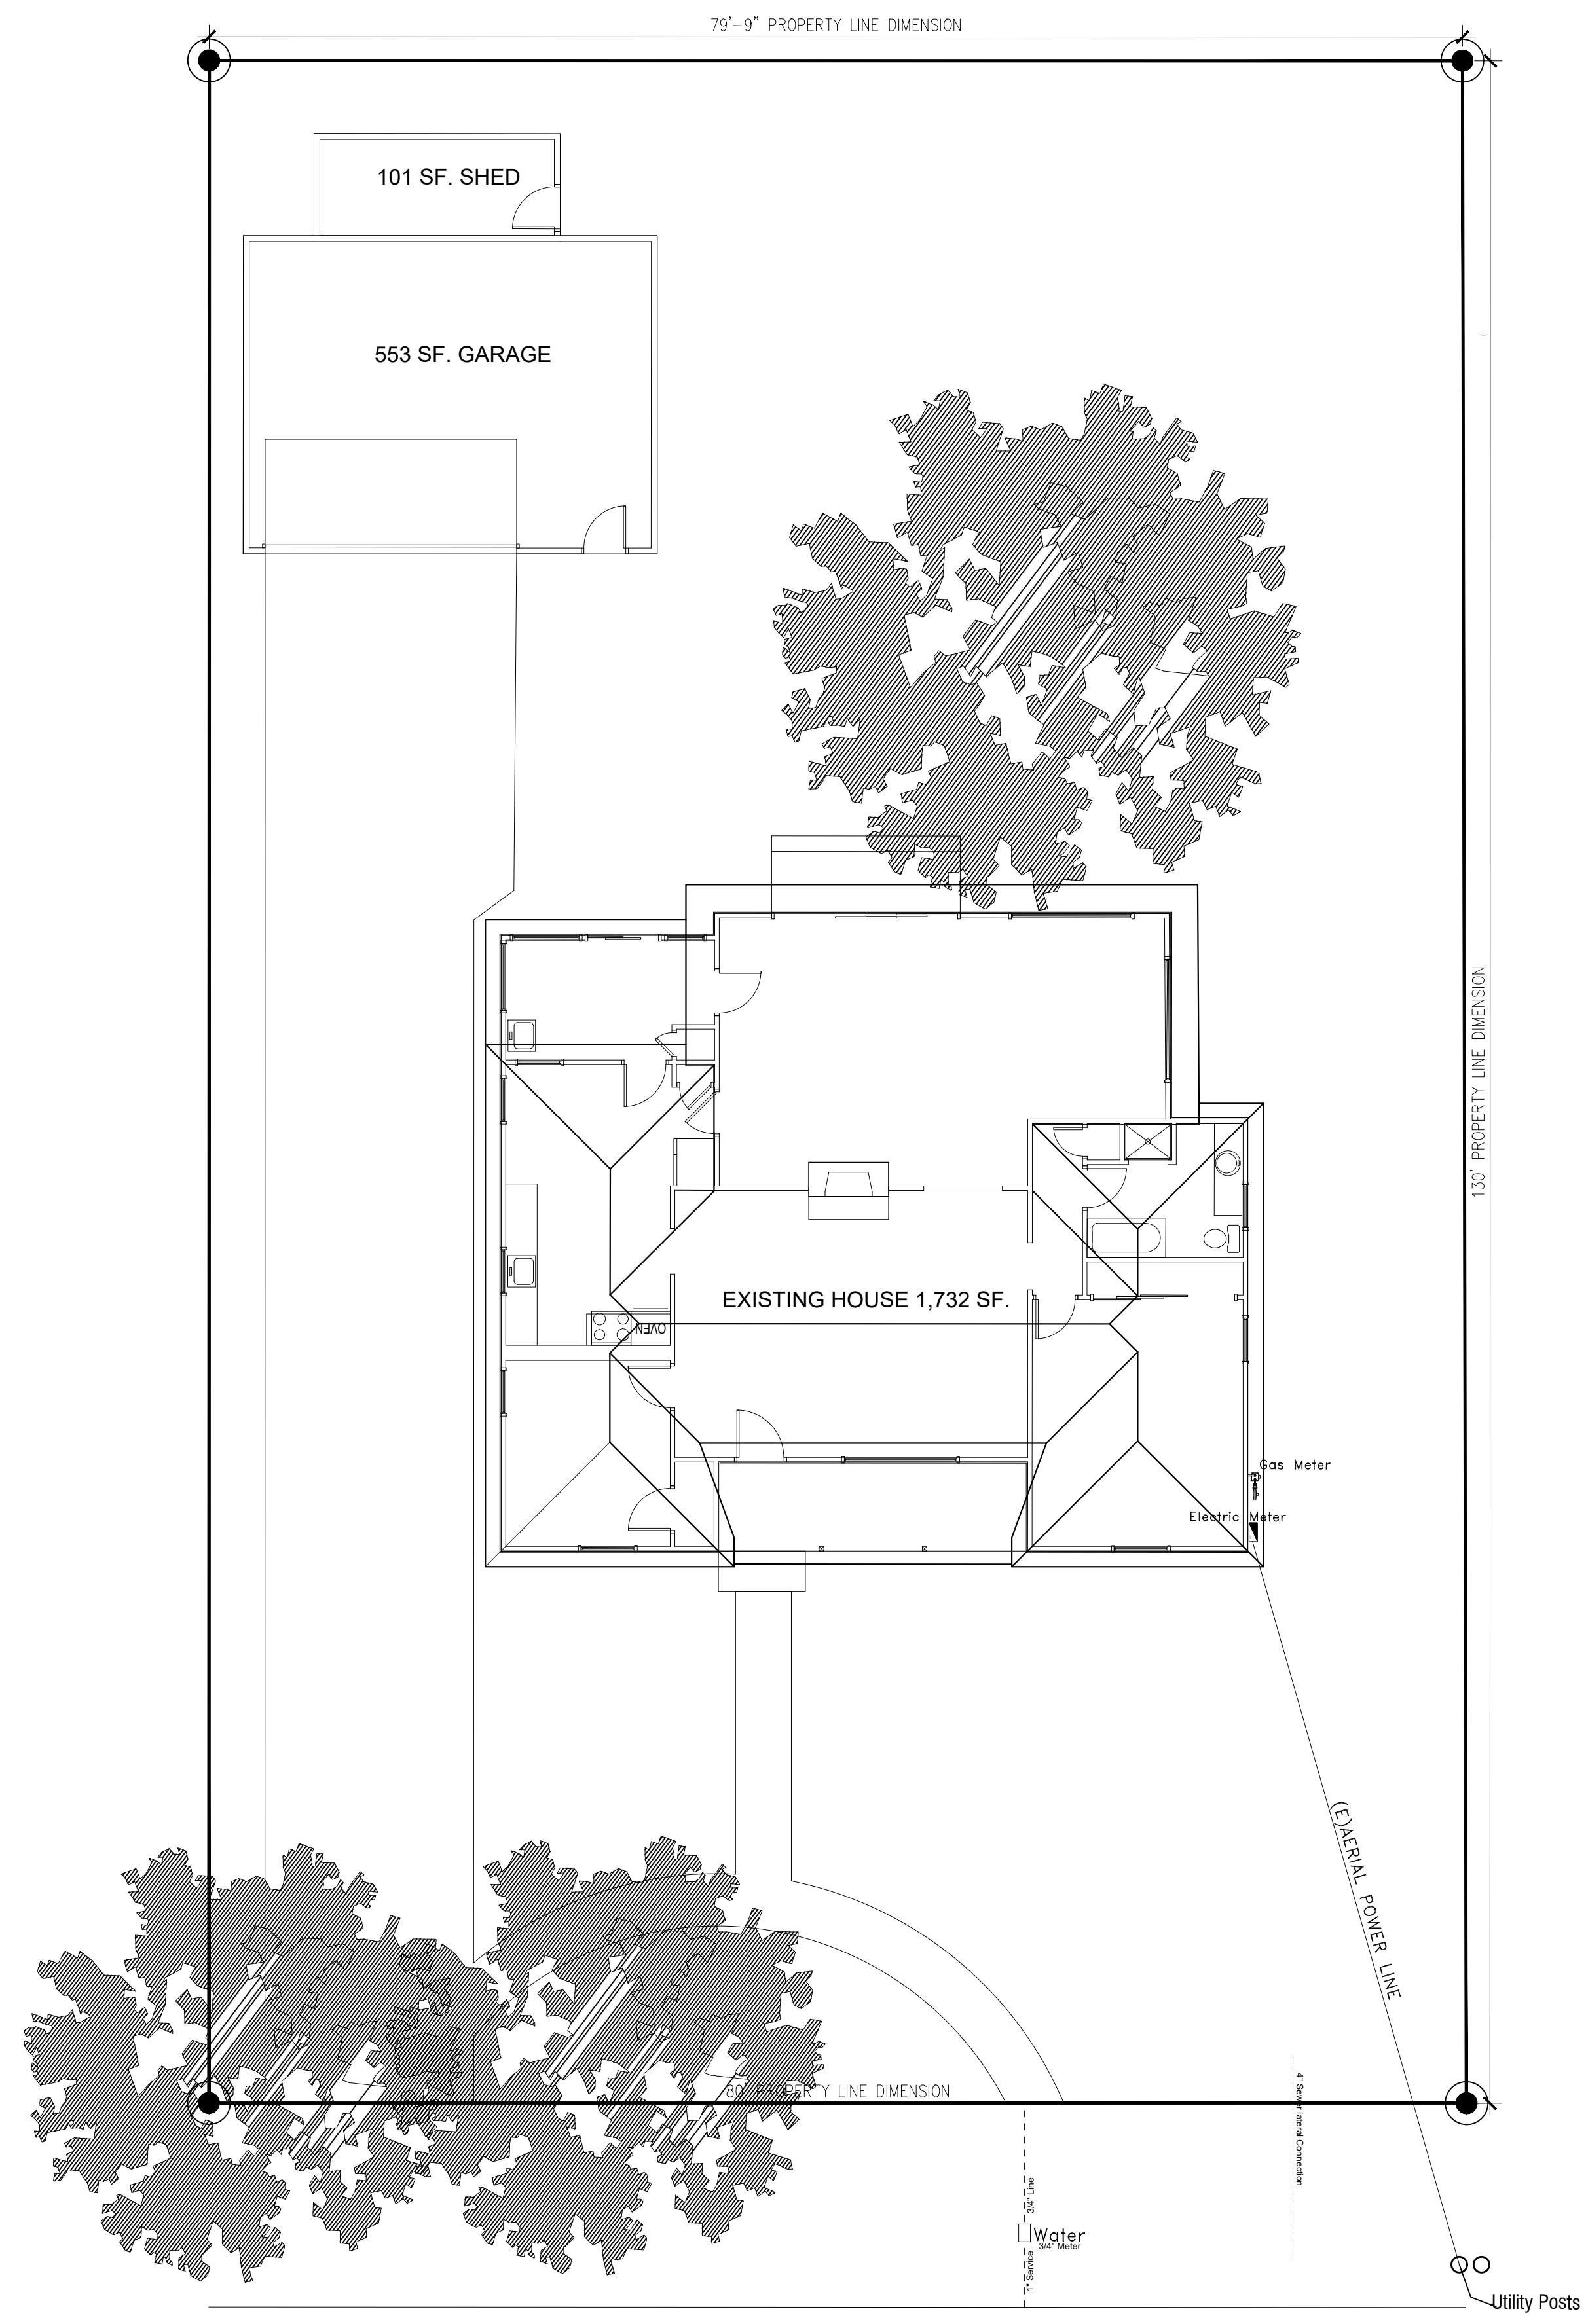 79'-9" PROPERTY LINE DIMENSION
101 SF. SHED
553 SF. GARAGE
130' PROPERTY LINE DIMENSION
EXISTING HOUSE 1,732 SF.
OVEN
Gas Meter
Electric Meter
(E)AERIAL POWER LINE
80' PROPERTY LINE DIMENSION
4" Sewer lateral Connection
3/4" Line
Water
3/4" Meter
1" Service
Utility Posts